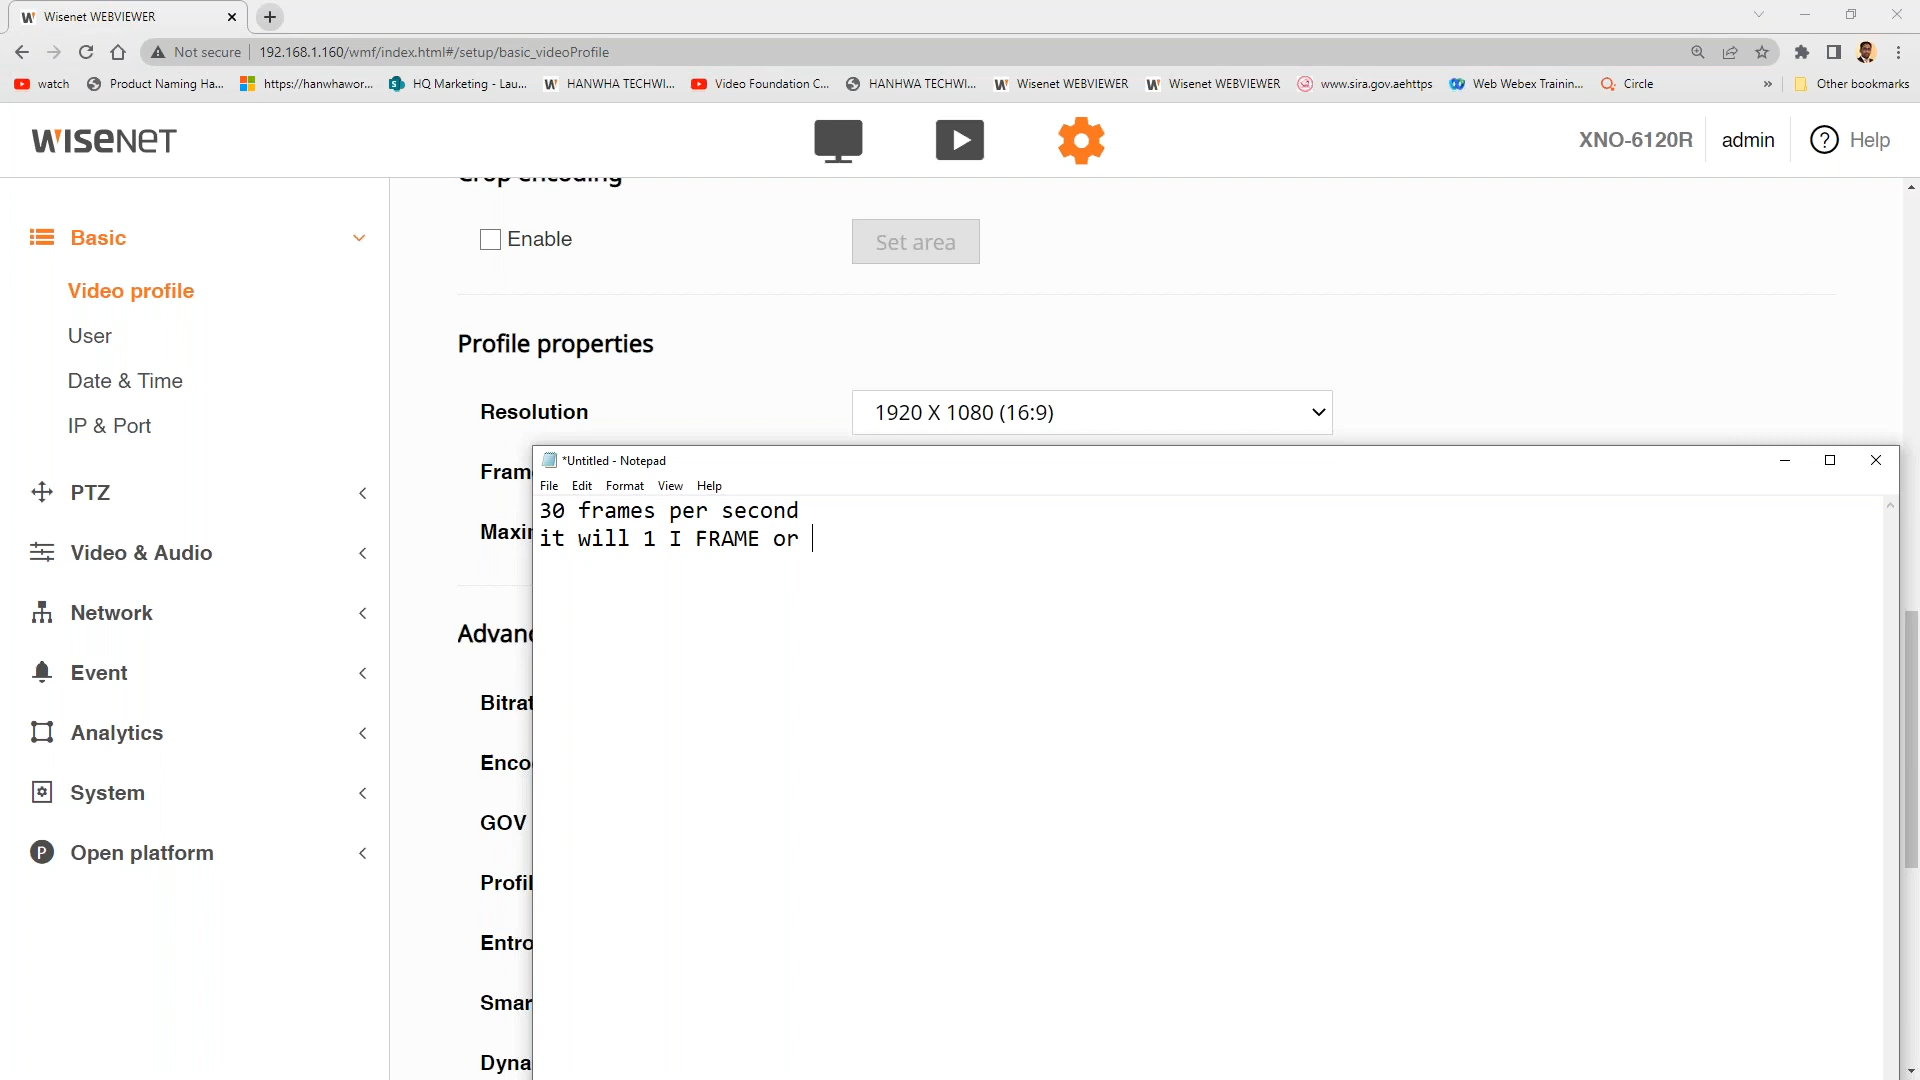 Wisenet WEBVIEWER
Not secure
192.168.1.160/wmf/index.html#/setup/basic_videoProfile
watch
Product Naming Ha...
https://hanwhawor...
HQ Marketing - Lau...
HANWHA TECHWI...
Video Foundation C...
HANHWA TECHWI...
Wisenet WEBVIEWER
Wisenet WEBVIEWER
www.sira.gov.aehttps
Web Webex Trainin...
Circle
»
Other bookmarks
WISENET
XNO-6120R
admin
? Help
Crop encoding
Enable
Set area
Basic
Video profile
User
Date & Time
IP & Port
PTZ
Video & Audio
Network
Event
Analytics
System
P Open platform
Profile properties
Resolution
1920 X 1080 (16:9)
Fram
Maxi
Advan
Bitrat
Enco
GOV
Profil
Entro
Smar
Dyna
*Untitled - Notepad
File Edit Format View Help
30 frames per second
it will 1 I FRAME or